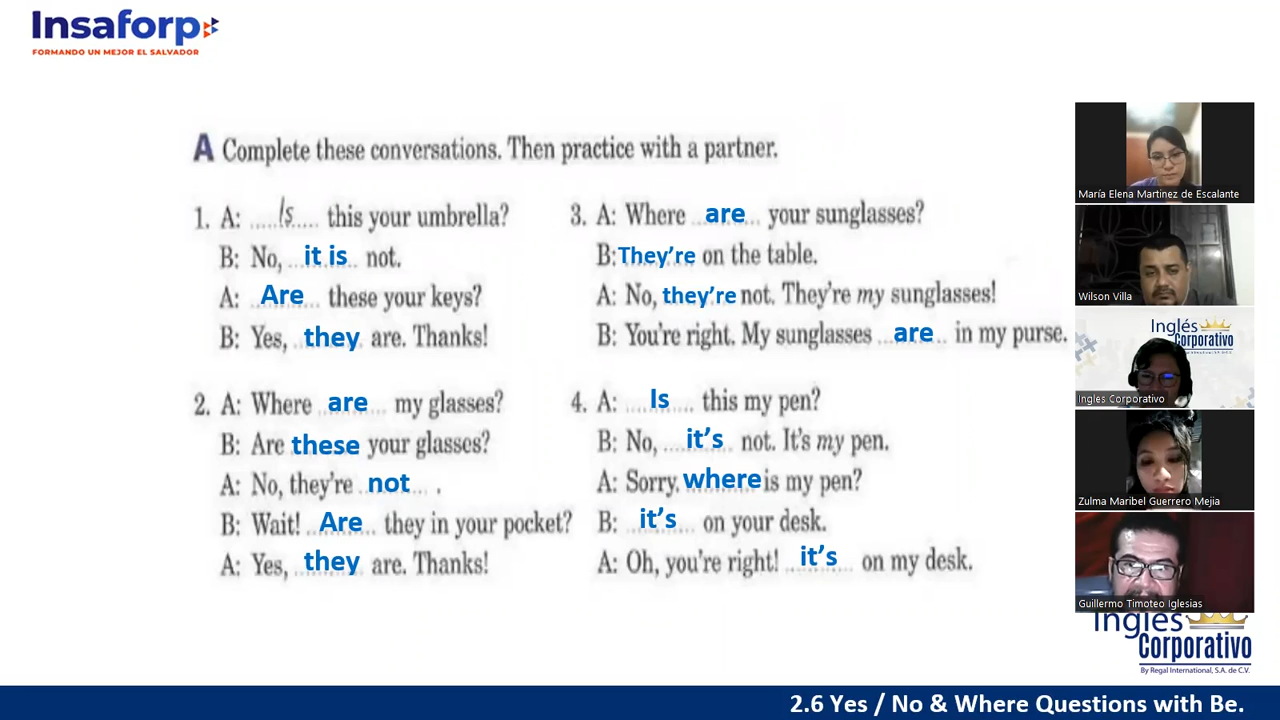 Insaforp
FORMANDO UN MEJOR EL SALVADOR
A Complete these conversations. Then practice with a partner.
1. A: Is this your umbrella?
B: No, it is not.
A: Are these your keys?
B: Yes, they are. Thanks!
2. A: Where are my glasses?
B: Are these your glasses?
A: No, they're not .
B: Wait! Are they in your pocket?
A: Yes, they are. Thanks!
3. A: Where are your sunglasses?
B: They're on the table.
A: No, they're not. They're my sunglasses!
B: You're right. My sunglasses are in my purse.
4. A: Is this my pen?
B: No, it's not. It's my pen.
A: Sorry. where is my pen?
B: it's on your desk.
A: Oh, you're right! it's on my desk.
María Elena Martinez de Escalante
Wilson Villa
Inglés
Corporativo
Ingles Corporativo
Zulma Maribel Guerrero Mejia
Guillermo Timoteo Iglesias
Inglés
Corporativo
By Regal International, S.A. de C.V.
2.6 Yes / No & Where Questions with Be.